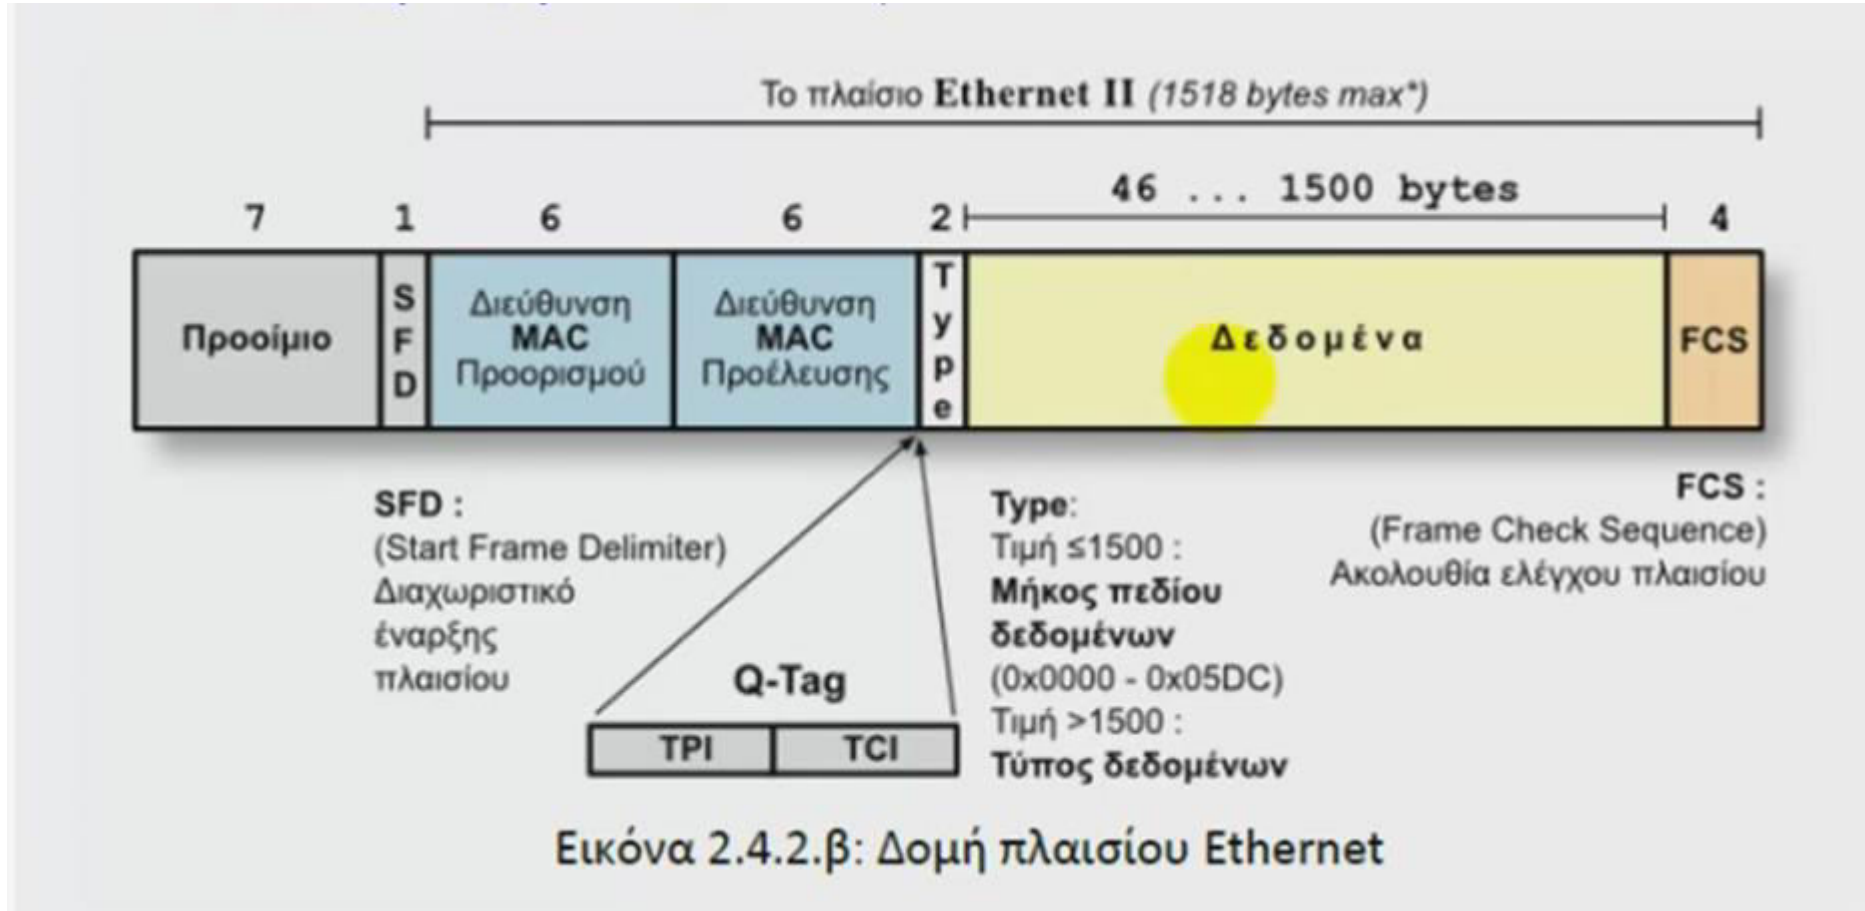 Το πλαίσιο Ethernet II (1518 bytes max*)
46 ... 1500 bytes
7 1 6 6 2 4
Προοίμιο
SFD
Διεύθυνση
MAC
Προορισμού
Διεύθυνση
MAC
Προέλευσης
Type
Δεδομένα
FCS
SFD :
(Start Frame Delimiter)
Διαχωριστικό
έναρξης
πλαισίου
Q-Tag
TPI TCI
Type:
Τιμή ≤1500 :
Μήκος πεδίου
δεδομένων
(0x0000 - 0x05DC)
Τιμή >1500 :
Τύπος δεδομένων
FCS :
(Frame Check Sequence)
Ακολουθία ελέγχου πλαισίου
Εικόνα 2.4.2.β: Δομή πλαισίου Ethernet